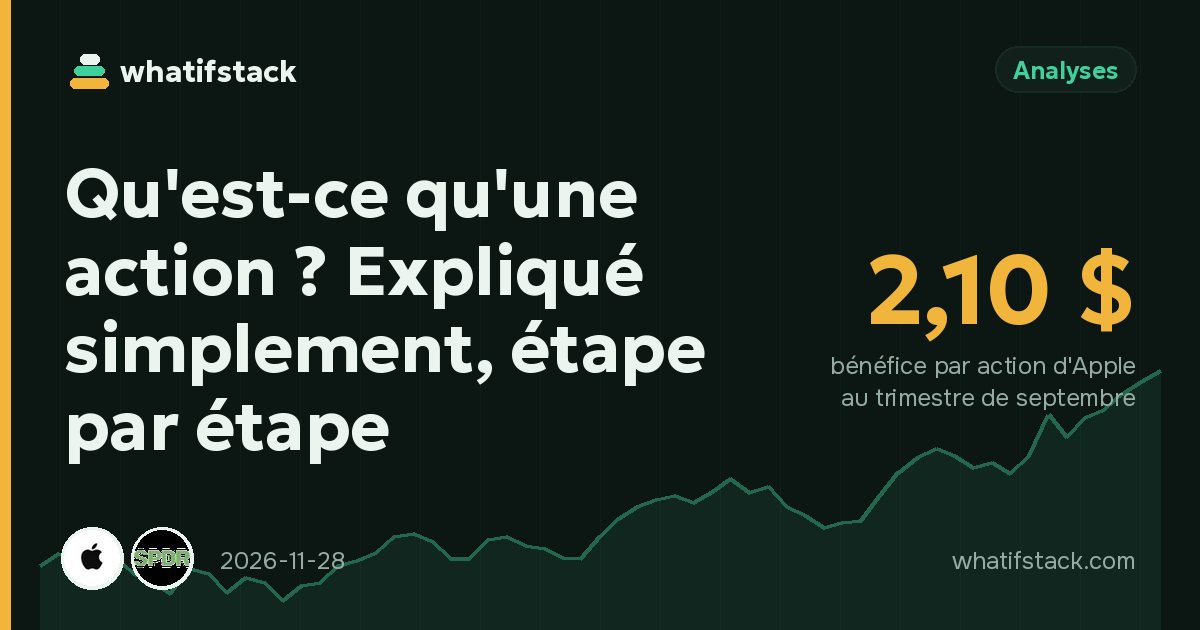 whatifstack
Analyses
Qu'est-ce qu'une
action ? Expliqué
simplement, étape
par étape
2,10 $
bénéfice par action d'Apple
au trimestre de septembre
SPDR
2026-11-28
whatifstack.com